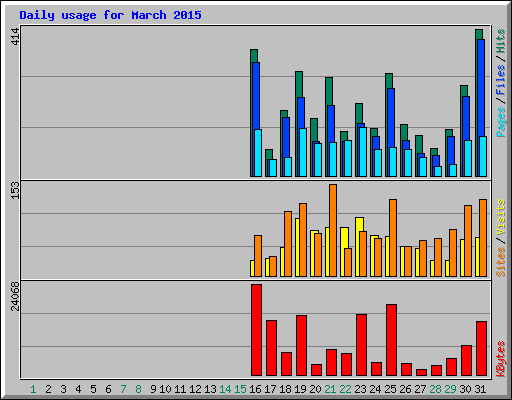 Daily usage for March 2015
414
Pages / Files / Hits
153
Sites / Visits
24068
KBytes
1 2 3 4 5 6 7 8 9 10 11 12 13 14 15 16 17 18 19 20 21 22 23 24 25 26 27 28 29 30 31